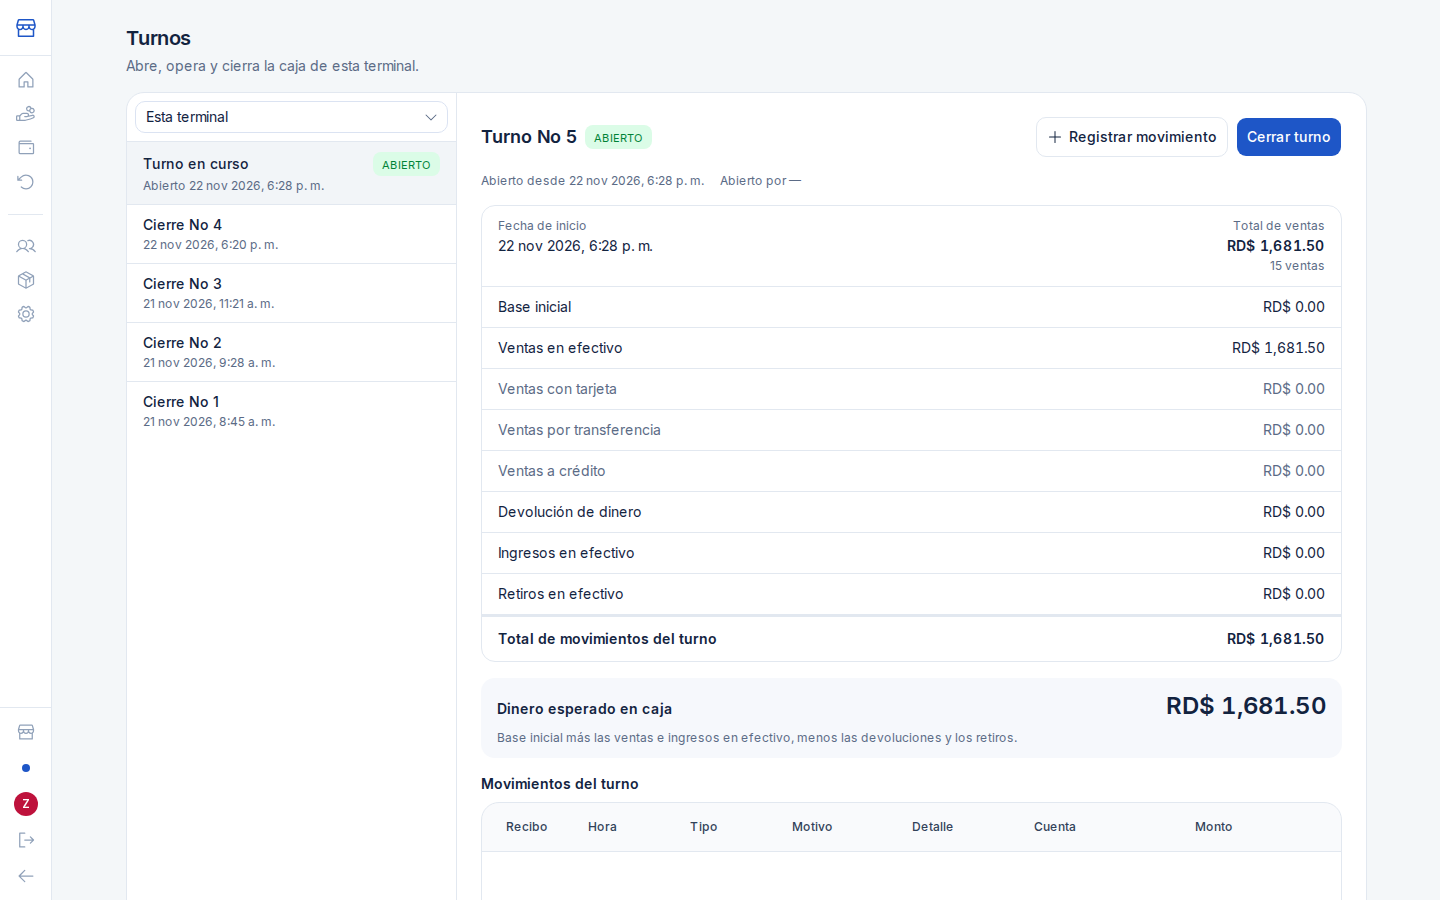 Turnos
Abre, opera y cierra la caja de esta terminal.
Esta terminal
Turno en curso
ABIERTO
Abierto 22 nov 2026, 6:28 p. m.
Cierre No 4
22 nov 2026, 6:20 p. m.
Cierre No 3
21 nov 2026, 11:21 a. m.
Cierre No 2
21 nov 2026, 9:28 a. m.
Cierre No 1
21 nov 2026, 8:45 a. m.
Turno No 5
ABIERTO
Registrar movimiento
Cerrar turno
Abierto desde 22 nov 2026, 6:28 p. m. Abierto por —
Fecha de inicio
22 nov 2026, 6:28 p. m.
Total de ventas
RD$ 1,681.50
15 ventas
Base inicial RD$ 0.00
Ventas en efectivo RD$ 1,681.50
Ventas con tarjeta RD$ 0.00
Ventas por transferencia RD$ 0.00
Ventas a crédito RD$ 0.00
Devolución de dinero RD$ 0.00
Ingresos en efectivo RD$ 0.00
Retiros en efectivo RD$ 0.00
Total de movimientos del turno RD$ 1,681.50
Dinero esperado en caja RD$ 1,681.50
Base inicial más las ventas e ingresos en efectivo, menos las devoluciones y los retiros.
Movimientos del turno
Recibo Hora Tipo Motivo Detalle Cuenta Monto
Z